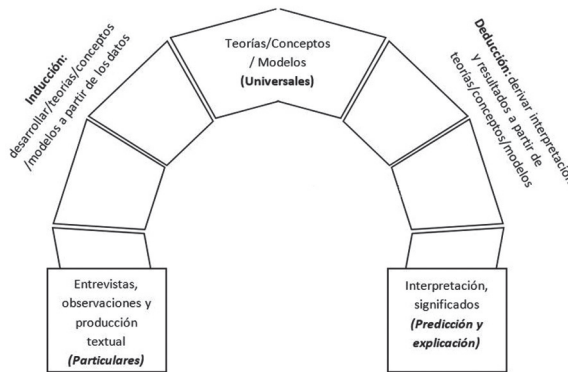 Inducción:
desarrollar/teorías/conceptos
/modelos a partir de los datos
Teorías/Conceptos
/ Modelos
(Universales)
Deducción: derivar interpretación
y resultados a partir de
teorías/conceptos/modelos
Entrevistas,
observaciones y
producción
textual
(Particulares)
Interpretación,
significados
(Predicción y
explicación)